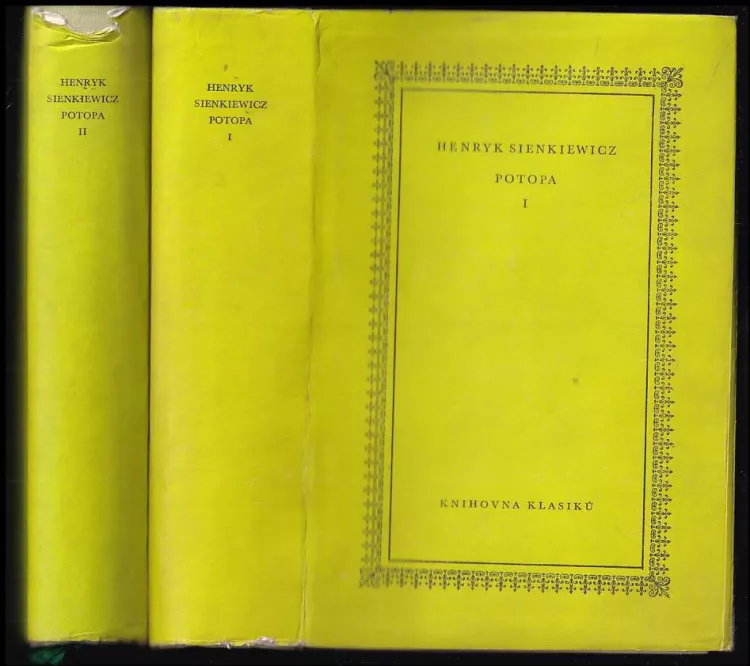 HENRYK
SIENKIEWICZ
POTOPA
II
HENRYK
SIENKIEWICZ
POTOPA
I
HENRYK SIENKIEWICZ
POTOPA
I
KNIHOVNA KLASIKŮ